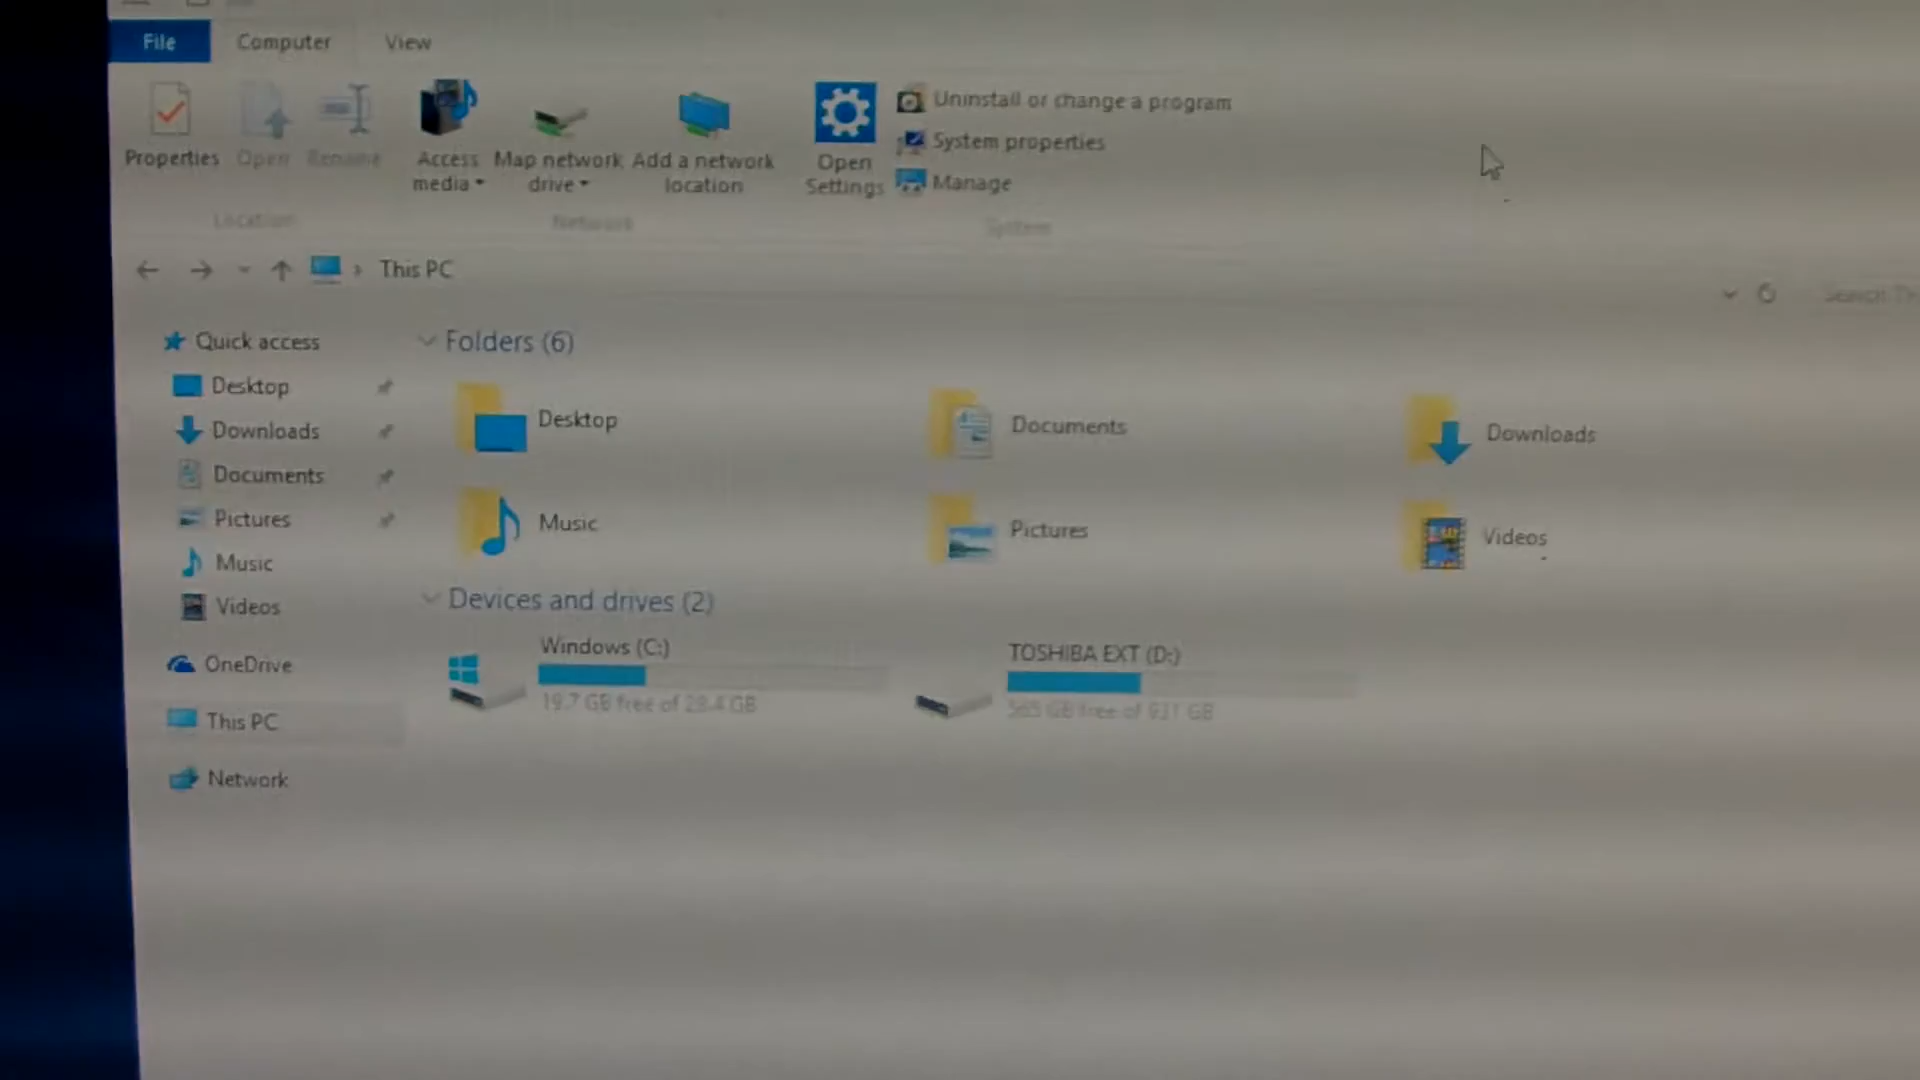 File Computer View
Properties Open Rename Access media Map network drive Add a network location Open Settings
Uninstall or change a program
System properties
Manage
Location Network System
This PC
Quick access
Desktop
Downloads
Documents
Pictures
Music
Videos
OneDrive
This PC
Network
Folders (6)
Desktop Documents Downloads
Music Pictures Videos
Devices and drives (2)
Windows (C:)
19.7 GB free of 28.4 GB
TOSHIBA EXT (D:)
565 GB free of 931 GB